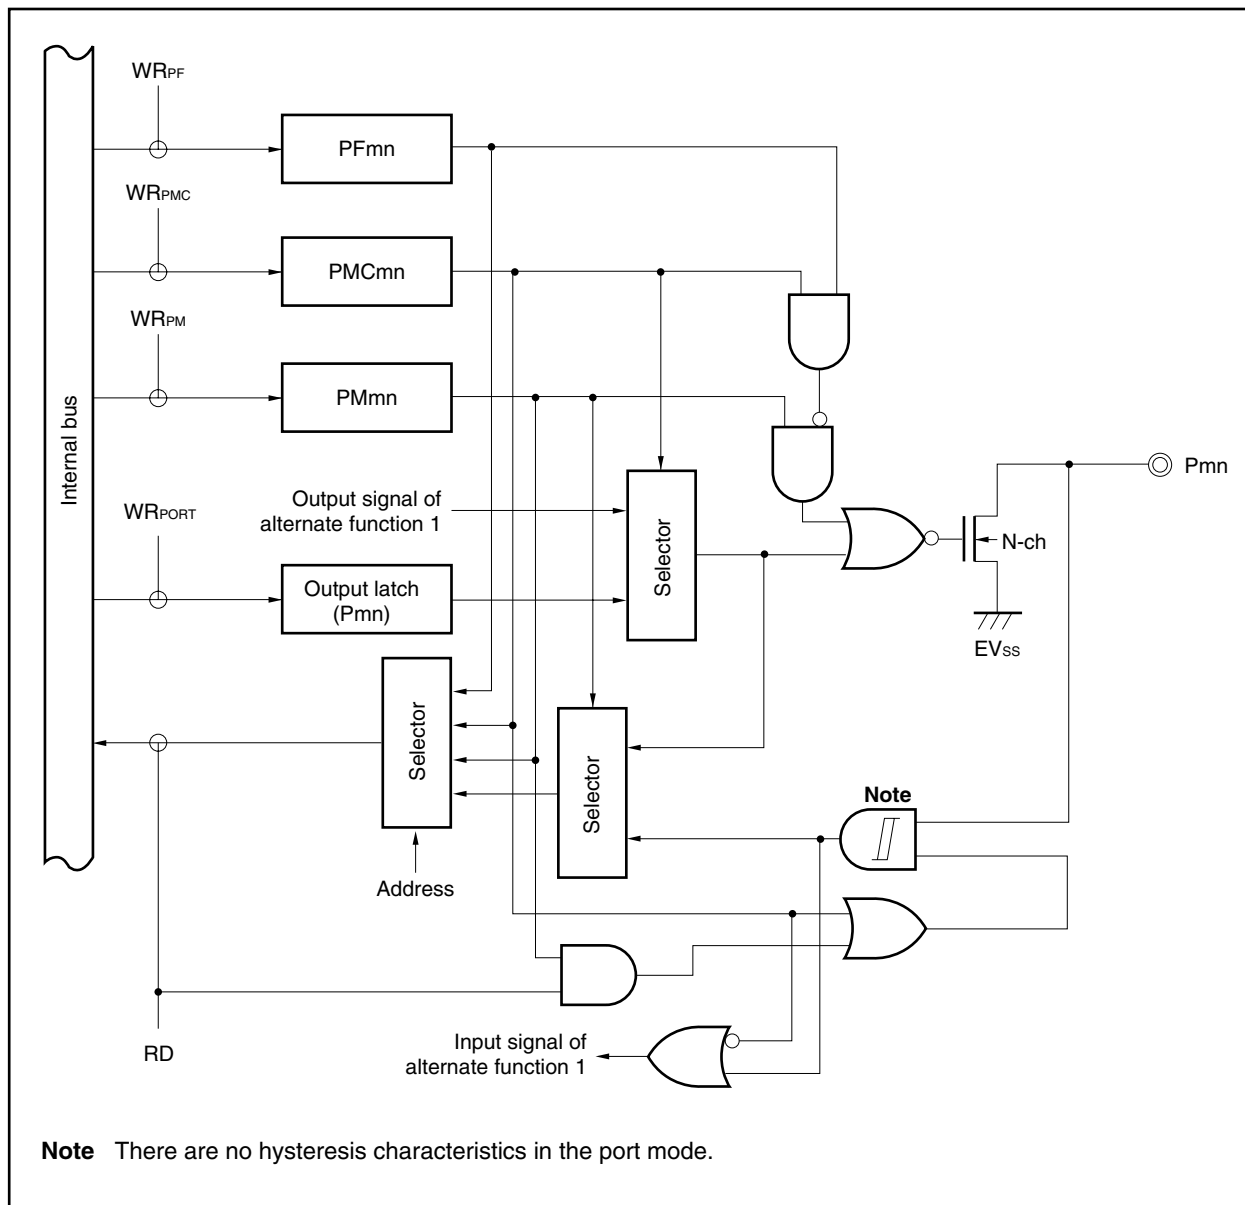 WRPF
PFmn
WRPMC
PMCmn
WRPM
PMmn
Internal bus
Pmn
Output signal of
alternate function 1
WRPORT
Selector
N-ch
Output latch
(Pmn)
EVSS
Selector
Selector
Note
Address
Input signal of
alternate function 1
RD
Note There are no hysteresis characteristics in the port mode.